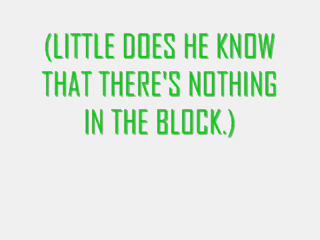 (LITTLE DOES HE KNOW
THAT THERE'S NOTHING
IN THE BLOCK.)